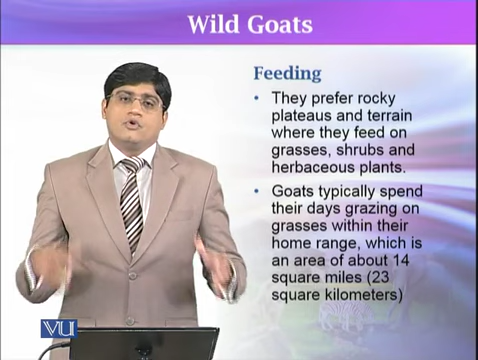 Wild Goats
Feeding
• They prefer rocky
plateaus and terrain
where they feed on
grasses, shrubs and
herbaceous plants.
• Goats typically spend
their days grazing on
grasses within their
home range, which is
an area of about 14
square miles (23
square kilometers)
VU